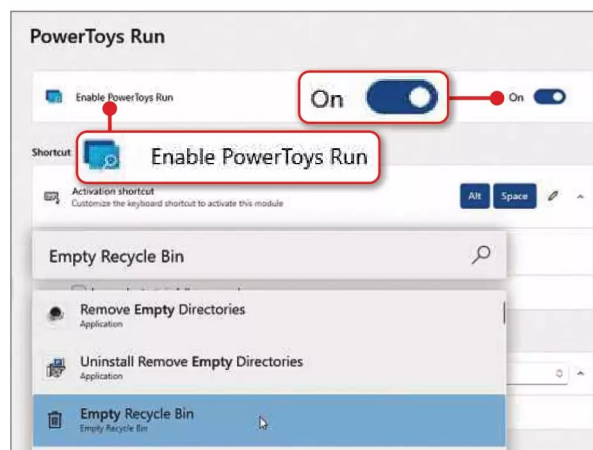 PowerToys Run
Enable PowerToys Run
On
On
Enable PowerToys Run
Shortcut
Activation shortcut
Customize the keyboard shortcut to activate this module
Alt Space
Empty Recycle Bin
Remove Empty Directories
Application
Uninstall Remove Empty Directories
Application
Empty Recycle Bin
Empty Recycle Bin